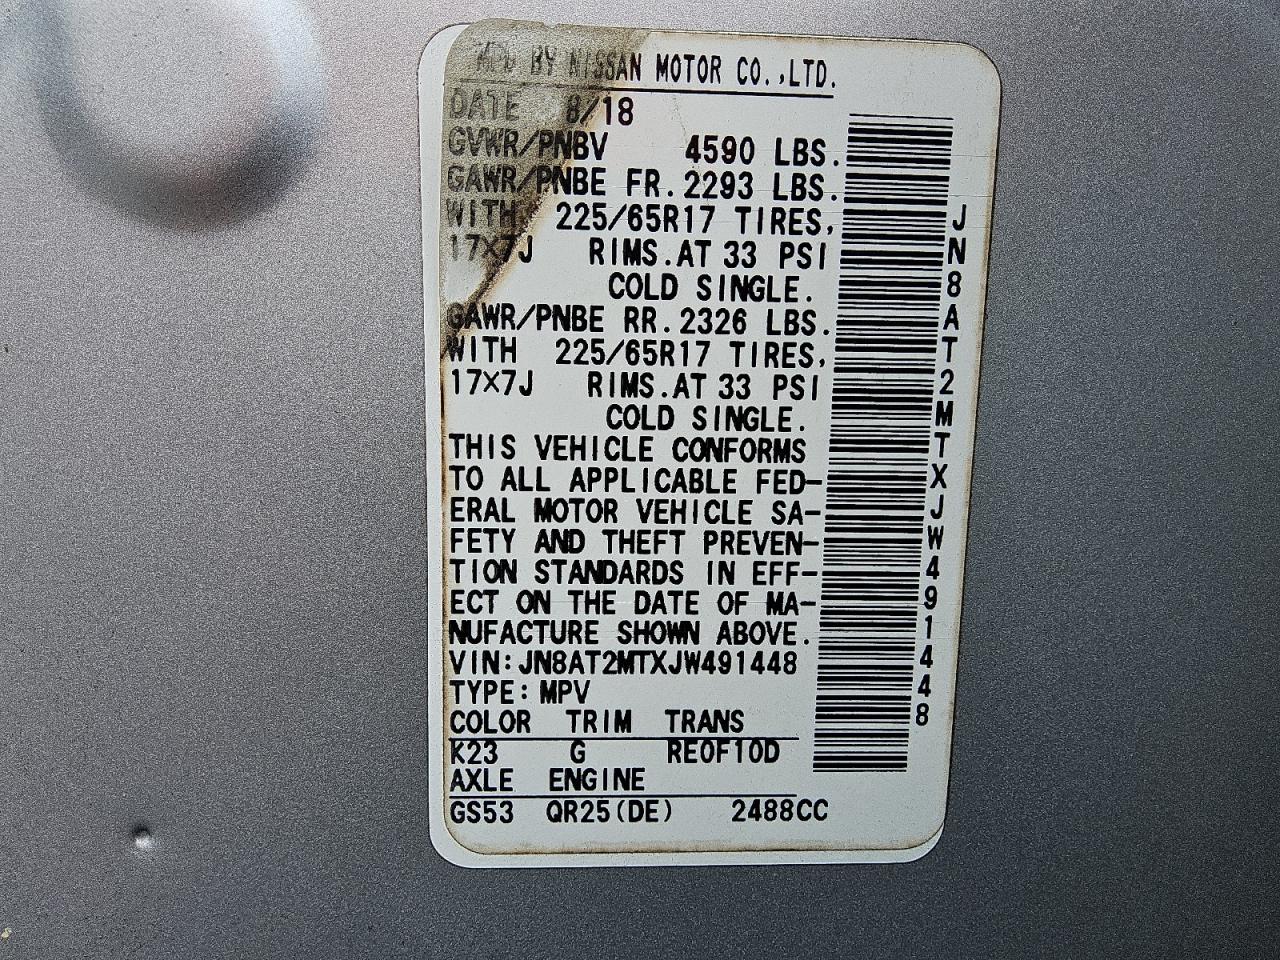 MFD BY NISSAN MOTOR CO.,LTD.
DATE 8/18
GVWR/PNBV 4590 LBS.
GAWR/PNBE FR. 2293 LBS.
WITH 225/65R17 TIRES,
17X7J RIMS. AT 33 PSI
COLD SINGLE.
GAWR/PNBE RR. 2326 LBS.
WITH 225/65R17 TIRES,
17X7J RIMS. AT 33 PSI
COLD SINGLE.
THIS VEHICLE CONFORMS
TO ALL APPLICABLE FED-
ERAL MOTOR VEHICLE SA-
FETY AND THEFT PREVEN-
TION STANDARDS IN EFF-
ECT ON THE DATE OF MA-
NUFACTURE SHOWN ABOVE.
VIN: JN8AT2MTXJW491448
TYPE: MPV
COLOR TRIM TRANS
K23 G RE0F10D
AXLE ENGINE
GS53 QR25(DE) 2488CC
JN8AT2MTXJW491448